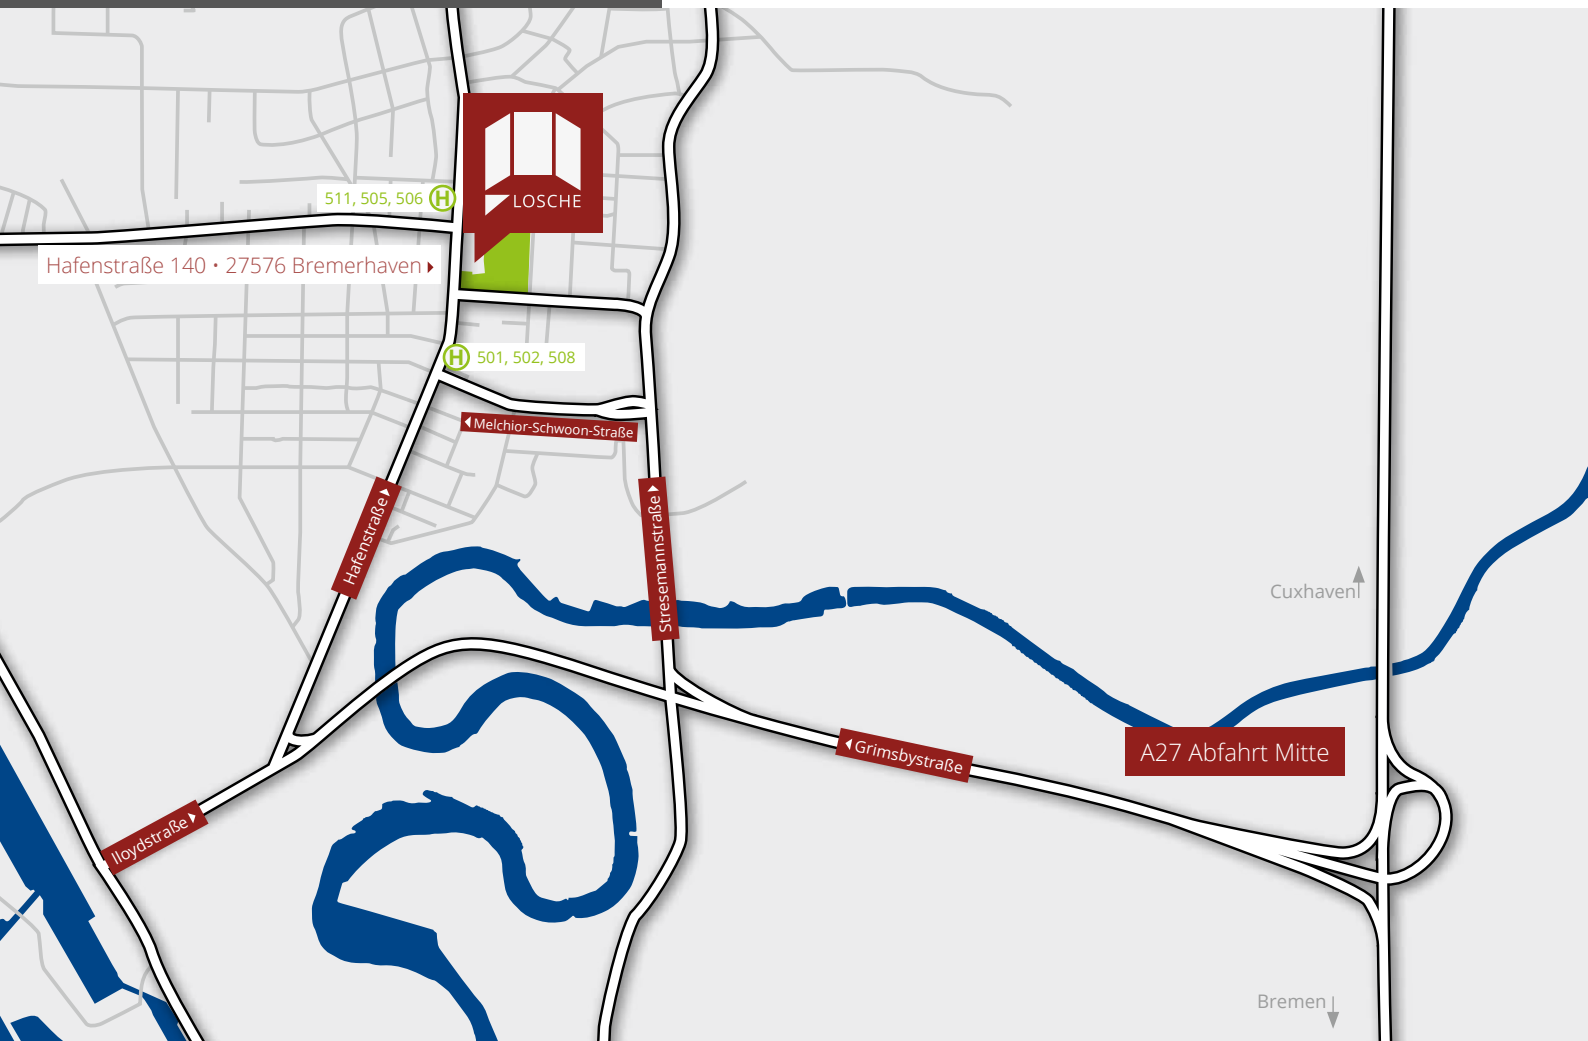 LOSCHE
511, 505, 506 H
Hafenstraße 140 • 27576 Bremerhaven
H 501, 502, 508
Melchior-Schwoon-Straße
Hafenstraße
Stresemannstraße
Cuxhaven
A27 Abfahrt Mitte
Grimsbystraße
lloydstraße
Bremen